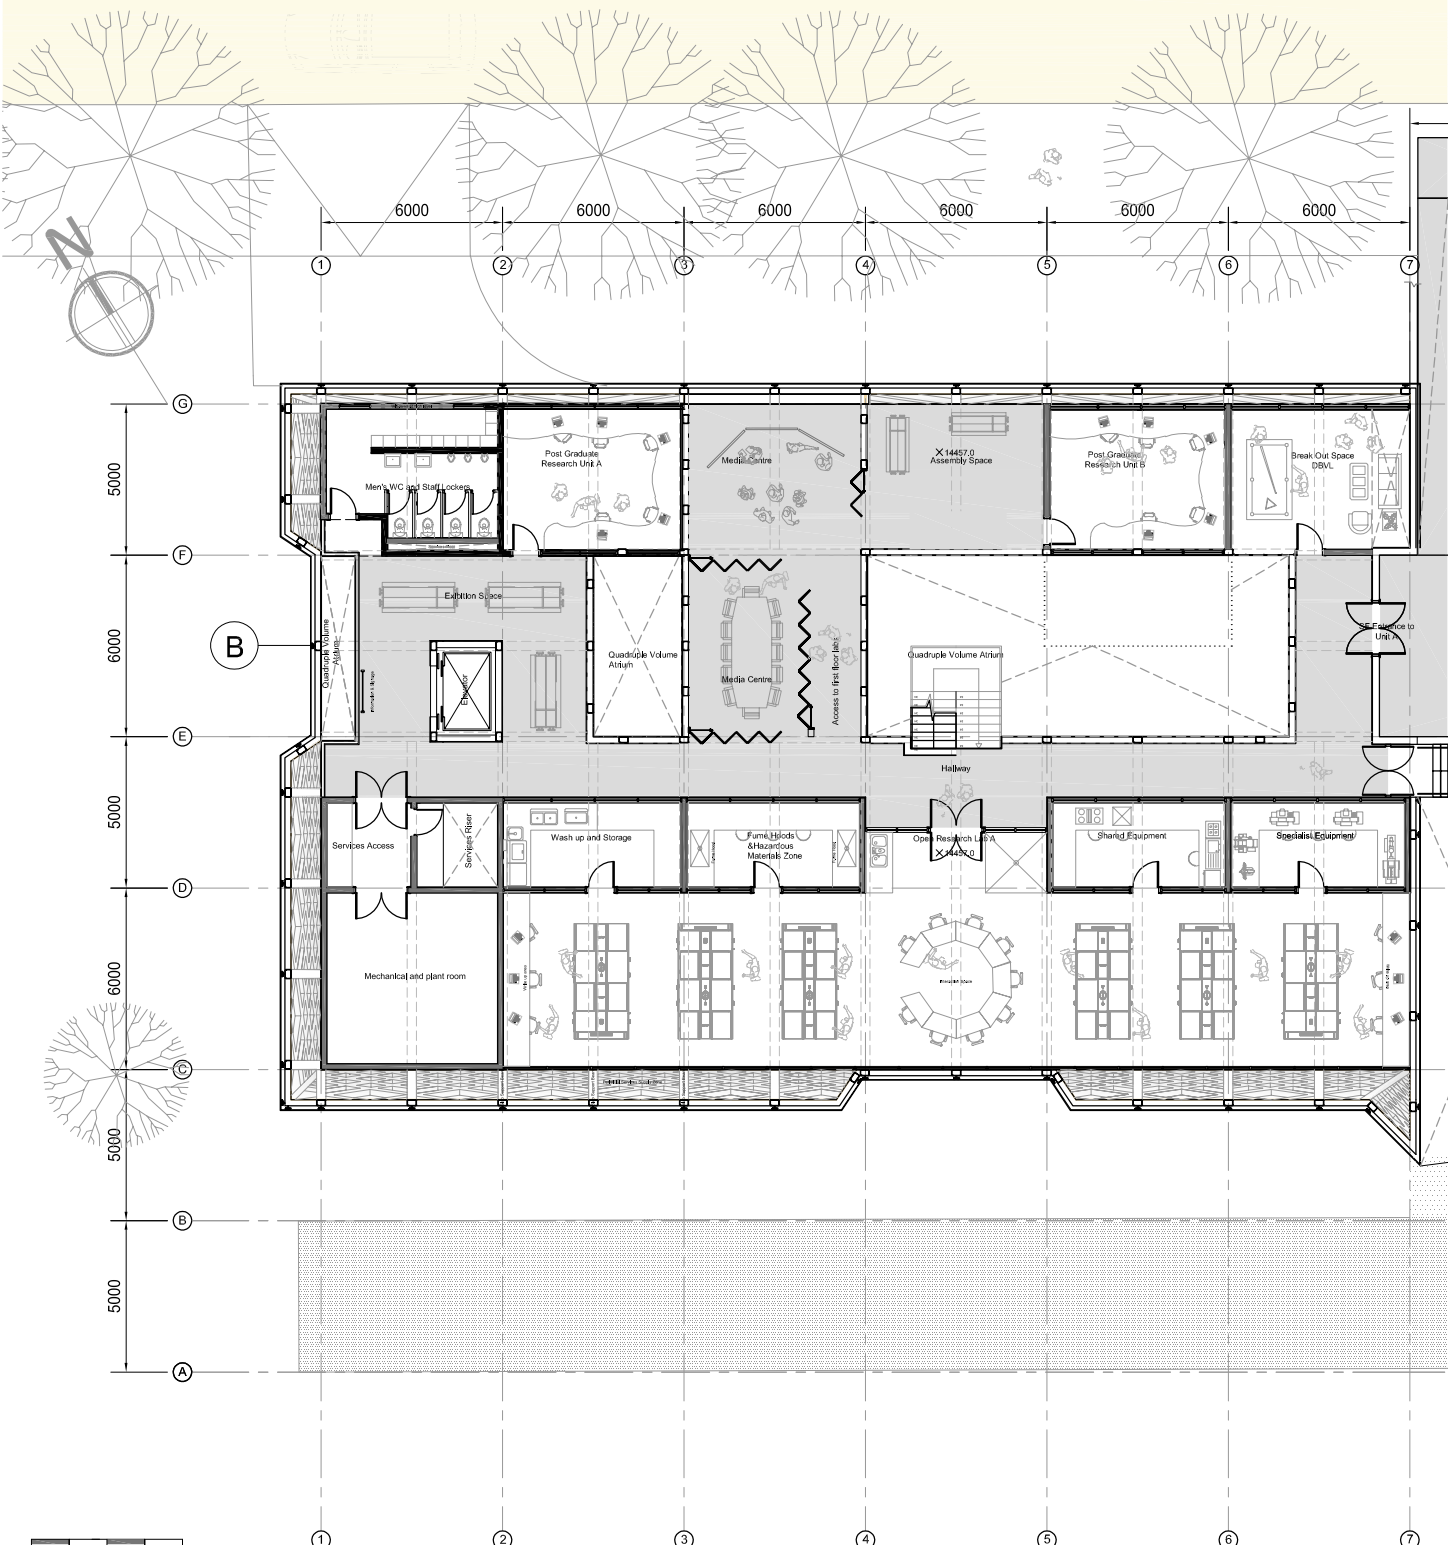 6000 6000 6000 6000 6000 6000
N
1 2 3 4 5 6 7
G
5000
Post Graduate
Research Unit A
Media Centre
14457.0
Assembly Space
Post Graduate
Research Unit B
Break Out Space
DBVL
Men's WC and Staff Lockers
F
6000
Exibition Space
Quadruple Volume
Atrium
B
Elevator
Quadruple Volume
Atrium
Media Centre
Access to first floor labs
Quadruple Volume Atrium
SE Entrance to
Unit A
E
Hallway
5000
Services Access
Services Riser
Wash up and Storage
Fume Hoods
&Hazardous
Materials Zone
Open Research Lab A
14457.0
Shared Equipment
Specialist Equipment
D
6000
Mechanical and plant room
Interaction Space
C
5000
B
5000
A
1 2 3 4 5 6 7